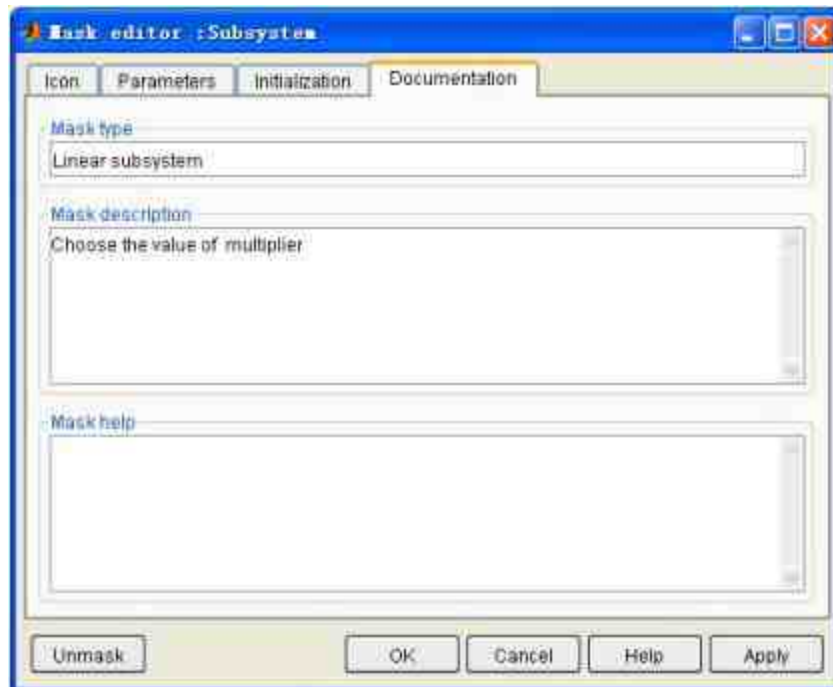 Mask editor :Subsystem
Icon Parameters Initialization Documentation
Mask type
Linear subsystem
Mask description
Choose the value of multiplier
Mask help
Unmask OK Cancel Help Apply